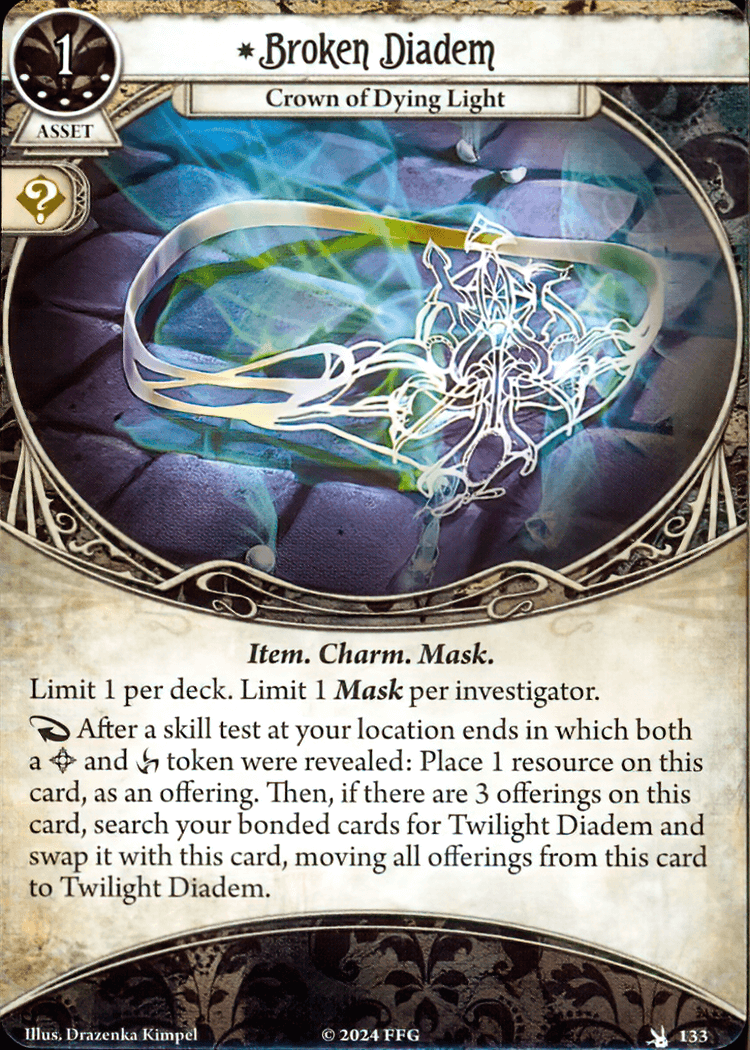 1
Broken Diadem
Crown of Dying Light
ASSET
?
Item. Charm. Mask.
Limit 1 per deck. Limit 1 Mask per investigator.
After a skill test at your location ends in which both
a and token were revealed: Place 1 resource on this
card, as an offering. Then, if there are 3 offerings on this
card, search your bonded cards for Twilight Diadem and
swap it with this card, moving all offerings from this card
to Twilight Diadem.
Illus. Drazenka Kimpel
© 2024 FFG
133